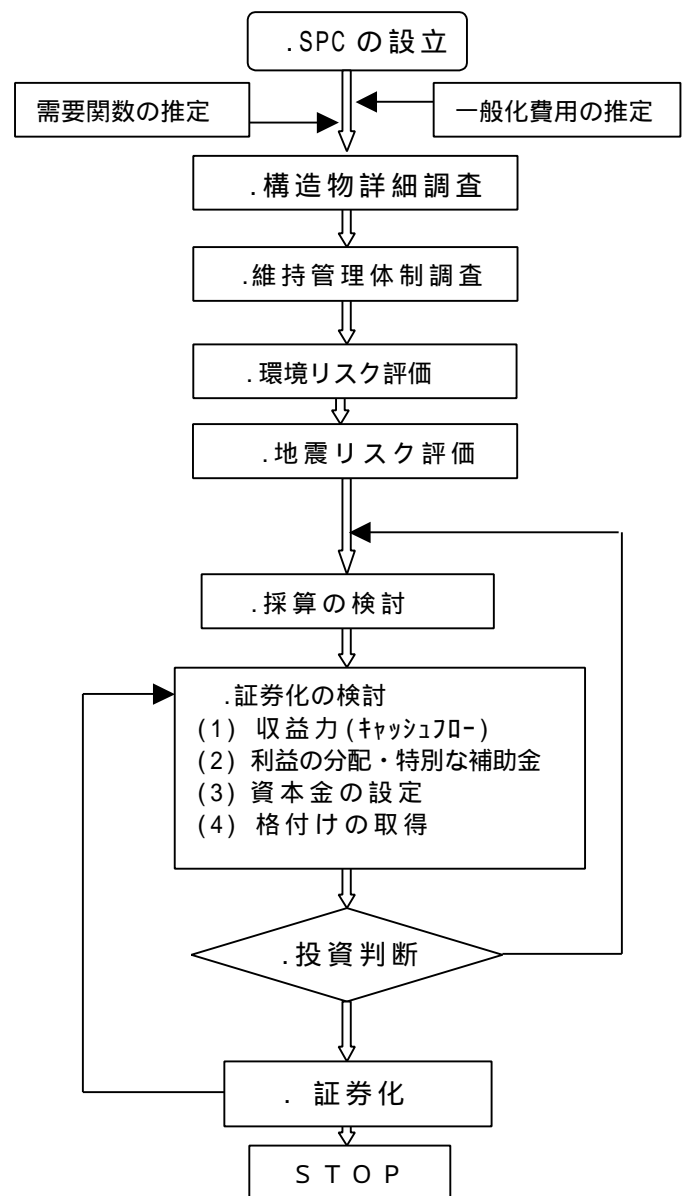 .SPCの設立
需要関数の推定
一般化費用の推定
.構造物詳細調査
.維持管理体制調査
.環境リスク評価
.地震リスク評価
.採算の検討
.証券化の検討
(1) 収益力(ｷｬｯｼｭﾌﾛｰ)
(2) 利益の分配・特別な補助金
(3) 資本金の設定
(4) 格付けの取得
.投資判断
. 証券化
ＳＴＯＰ